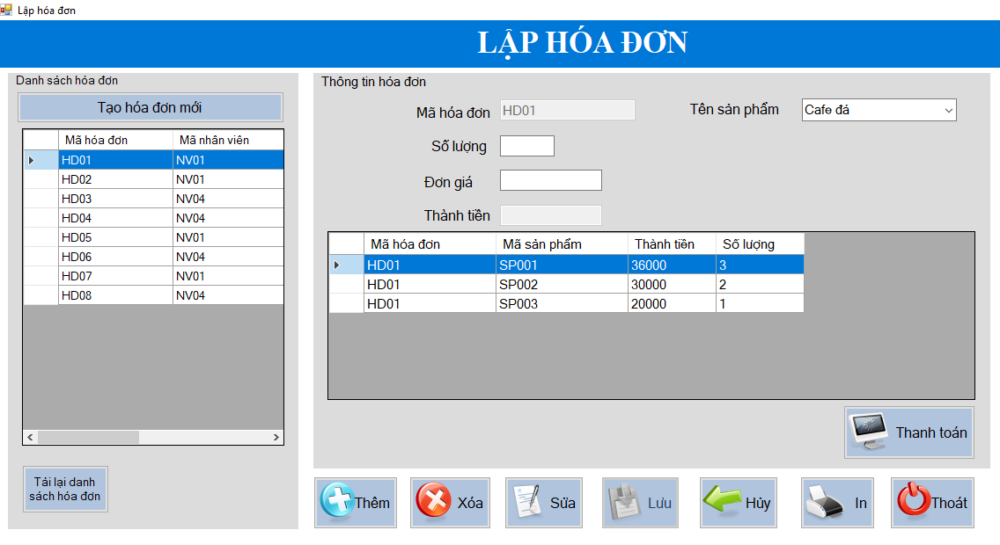 Lập hóa đơn
LẬP HÓA ĐƠN
Danh sách hóa đơn
Tạo hóa đơn mới
Mã hóa đơn Mã nhân viên
HD01 NV01
HD02 NV01
HD03 NV04
HD04 NV04
HD05 NV01
HD06 NV04
HD07 NV01
HD08 NV04
Tải lại danh
sách hóa đơn
Thông tin hóa đơn
Mã hóa đơn HD01 Tên sản phẩm Cafe đá
Số lượng
Đơn giá
Thành tiền
Mã hóa đơn Mã sản phẩm Thành tiền Số lượng
HD01 SP001 36000 3
HD01 SP002 30000 2
HD01 SP003 20000 1
Thanh toán
Thêm Xóa Sửa Lưu Hủy In Thoát